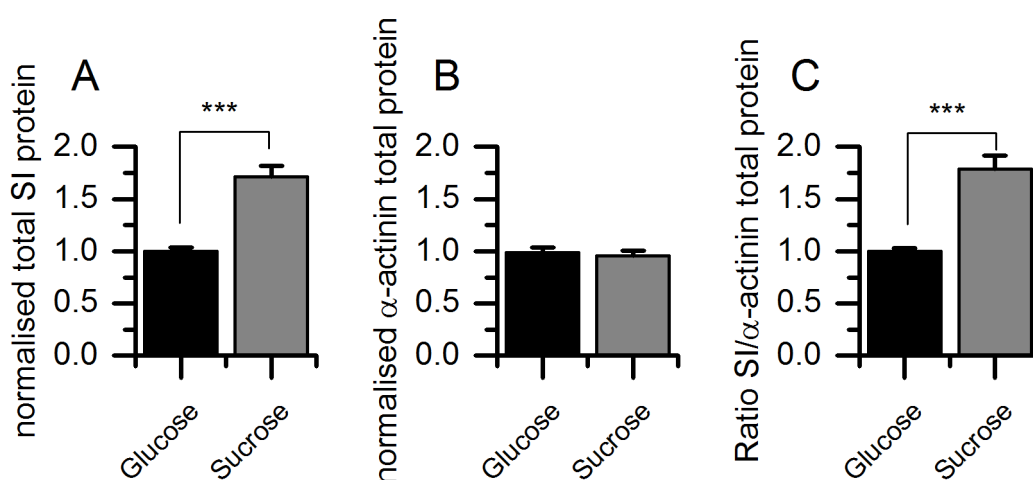 A
normalised total SI protein
***
2.0
1.5
1.0
0.5
0.0
Glucose
Sucrose
B
normalised α-actinin total protein
2.0
1.5
1.0
0.5
0.0
Glucose
Sucrose
C
Ratio SI/α-actinin total protein
***
2.0
1.5
1.0
0.5
0.0
Glucose
Sucrose